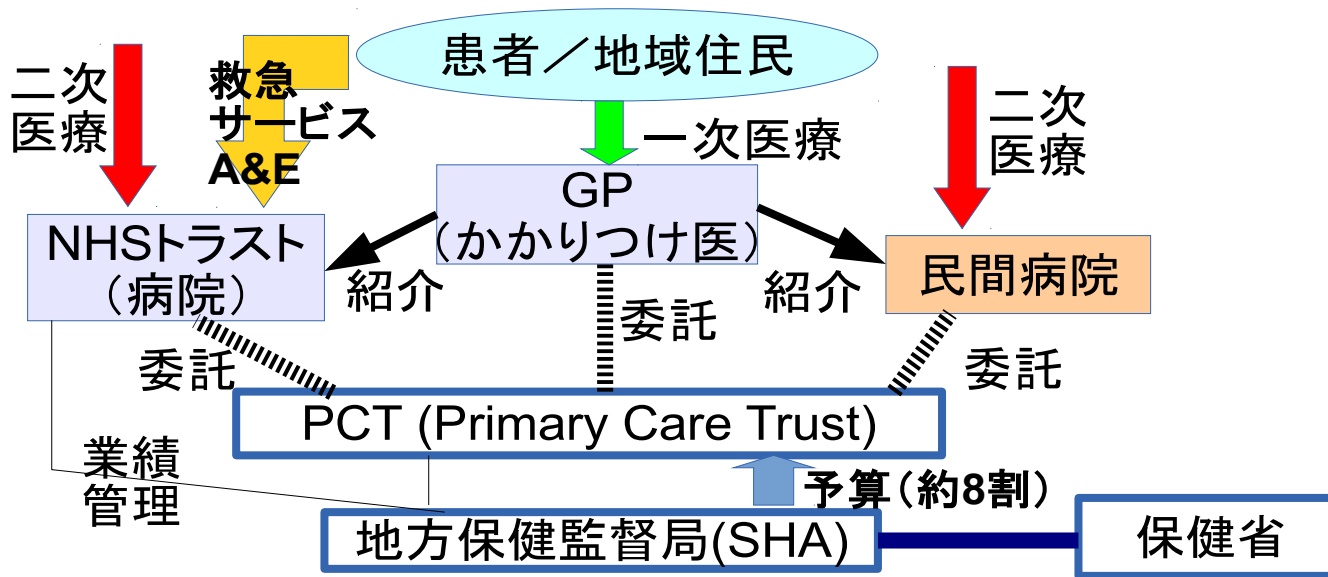 患者／地域住民
二次
医療
救急
サービス
A&E
一次医療
二次
医療
GP
（かかりつけ医）
NHSトラスト
（病院）
民間病院
紹介
紹介
委託
委託
委託
PCT (Primary Care Trust)
業績
管理
予算（約8割）
地方保健監督局(SHA)
保健省